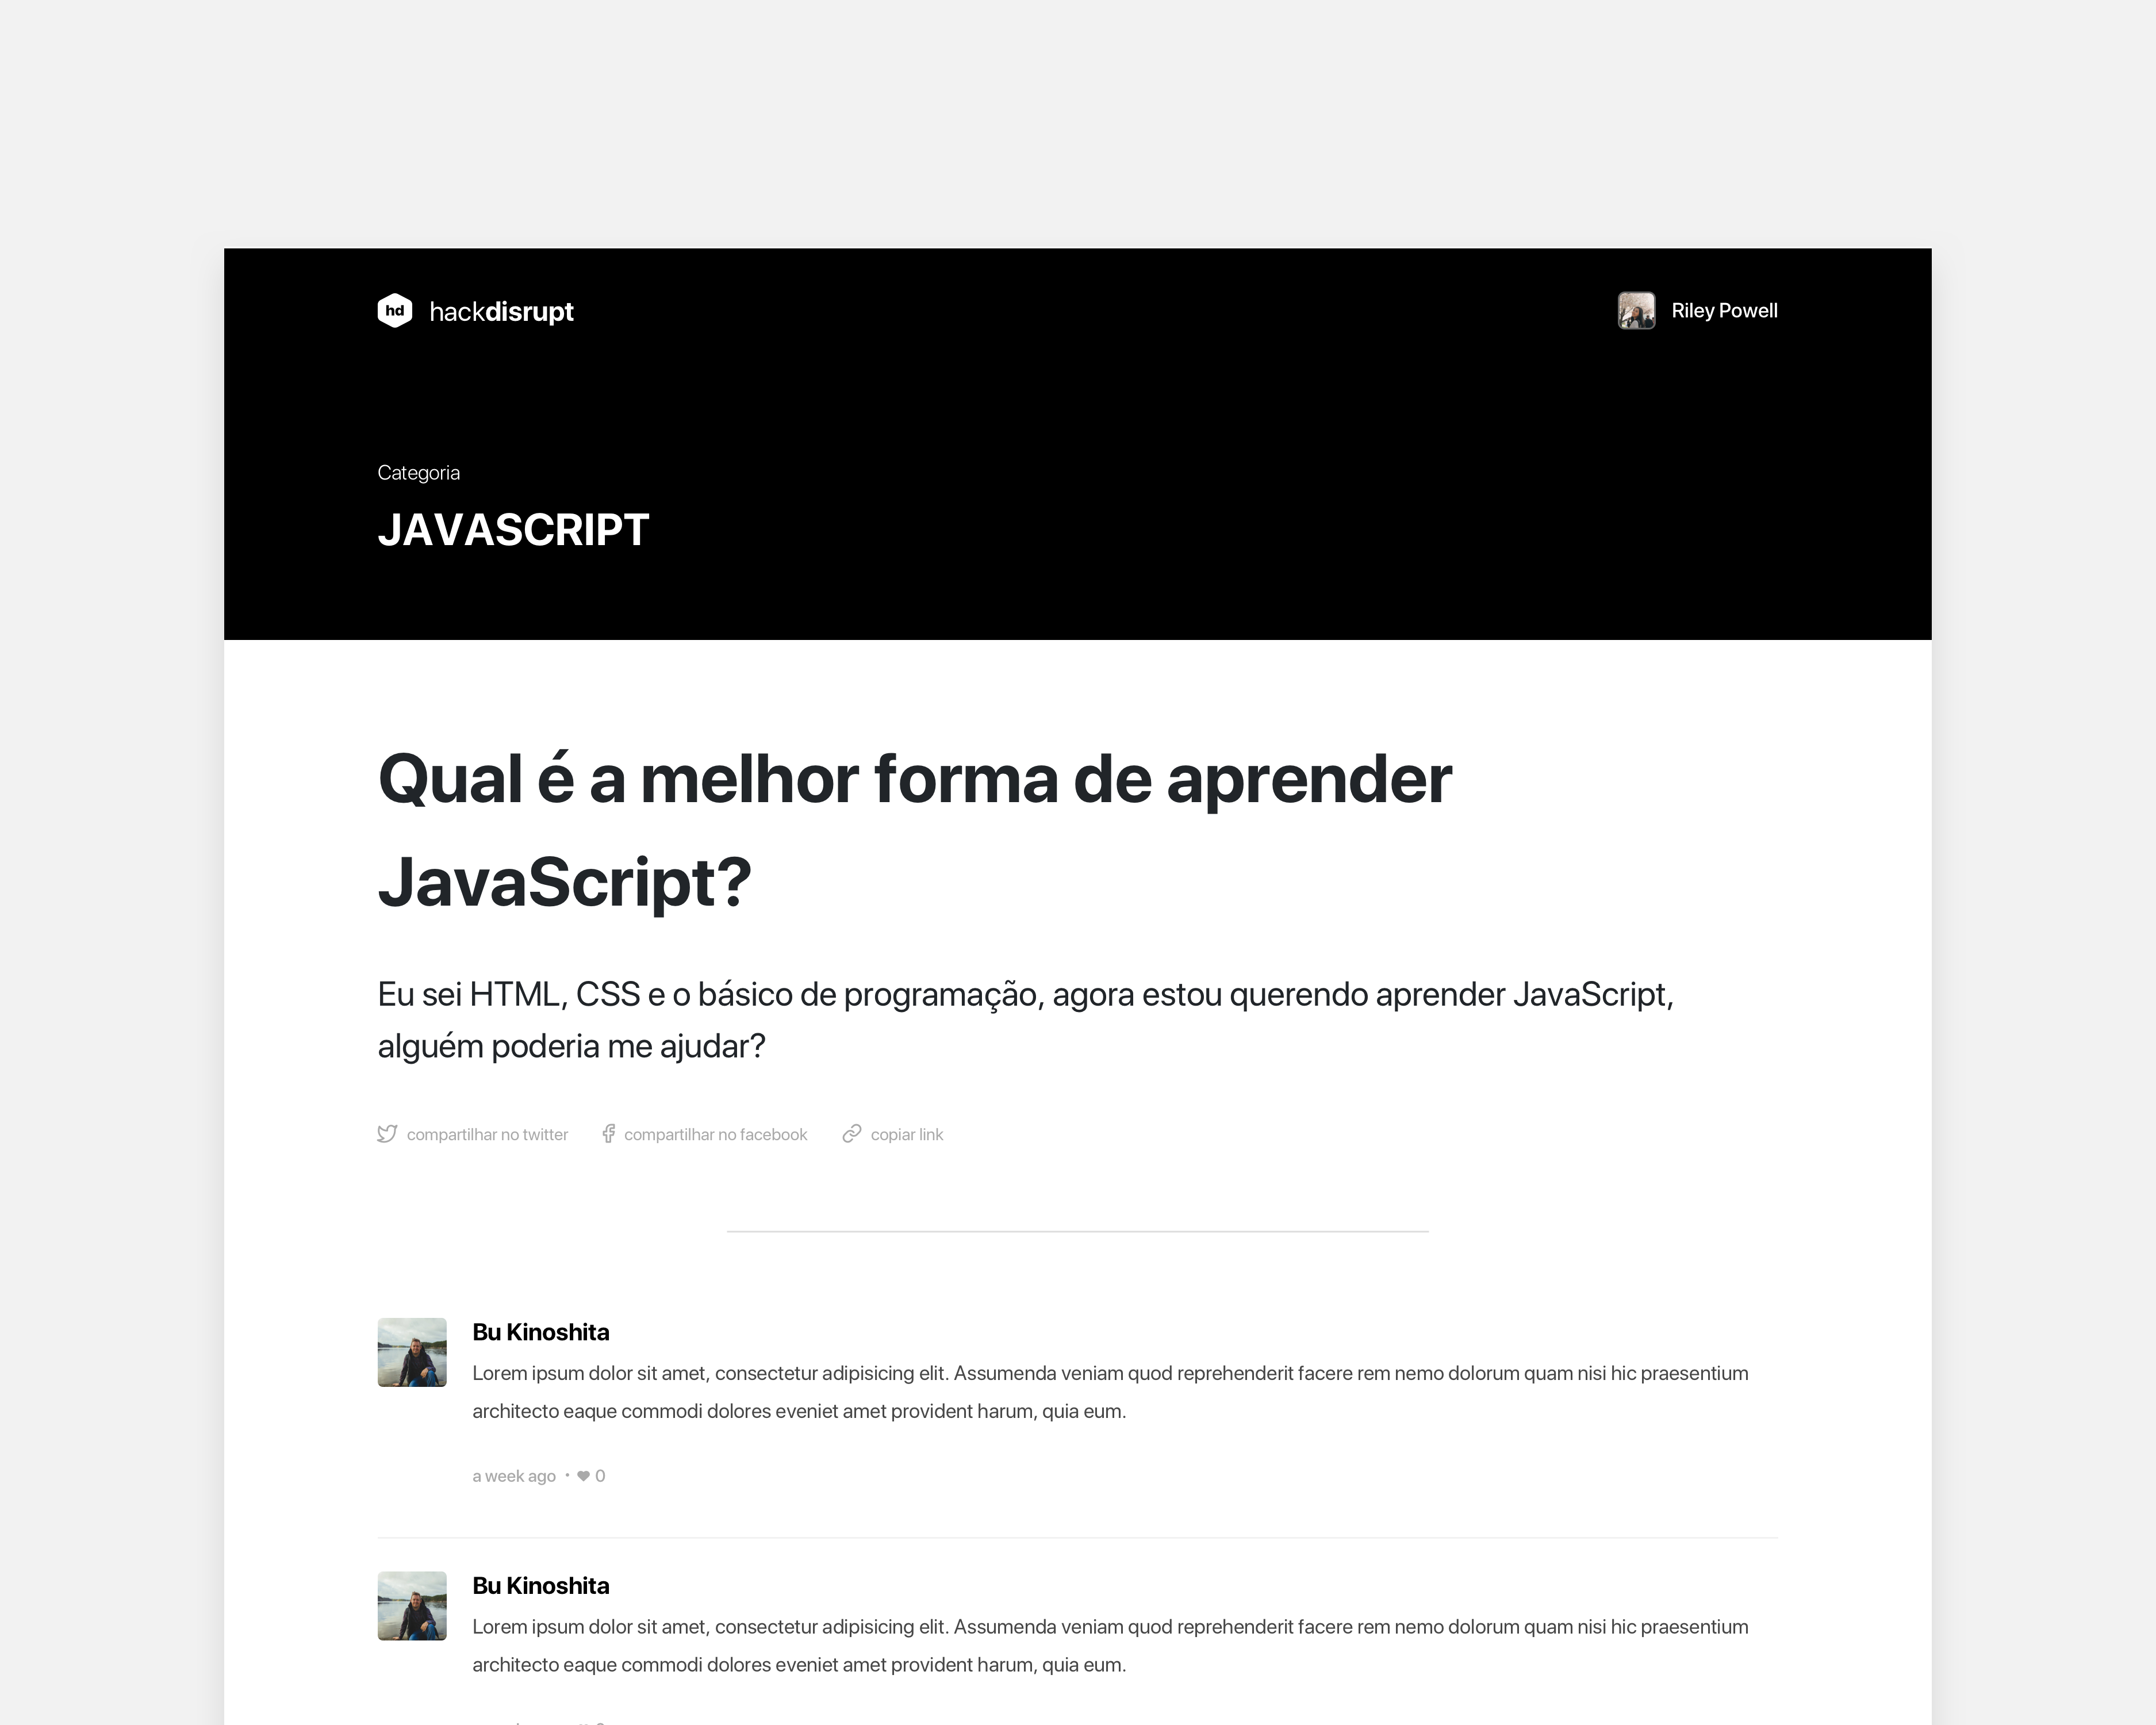 hd hackdisrupt
Riley Powell
Categoria
JAVASCRIPT
Qual é a melhor forma de aprender
JavaScript?
Eu sei HTML, CSS e o básico de programação, agora estou querendo aprender JavaScript,
alguém poderia me ajudar?
compartilhar no twitter compartilhar no facebook copiar link
Bu Kinoshita
Lorem ipsum dolor sit amet, consectetur adipisicing elit. Assumenda veniam quod reprehenderit facere rem nemo dolorum quam nisi hic praesentium
architecto eaque commodi dolores eveniet amet provident harum, quia eum.
a week ago • ♥ 0
Bu Kinoshita
Lorem ipsum dolor sit amet, consectetur adipisicing elit. Assumenda veniam quod reprehenderit facere rem nemo dolorum quam nisi hic praesentium
architecto eaque commodi dolores eveniet amet provident harum, quia eum.